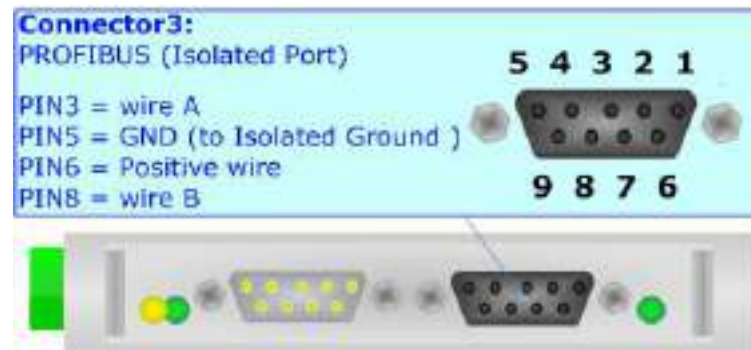 Connector3:
PROFIBUS (Isolated Port)
5 4 3 2 1
PIN3 = wire A
PIN5 = GND (to Isolated Ground )
PIN6 = Positive wire
PIN8 = wire B
9 8 7 6